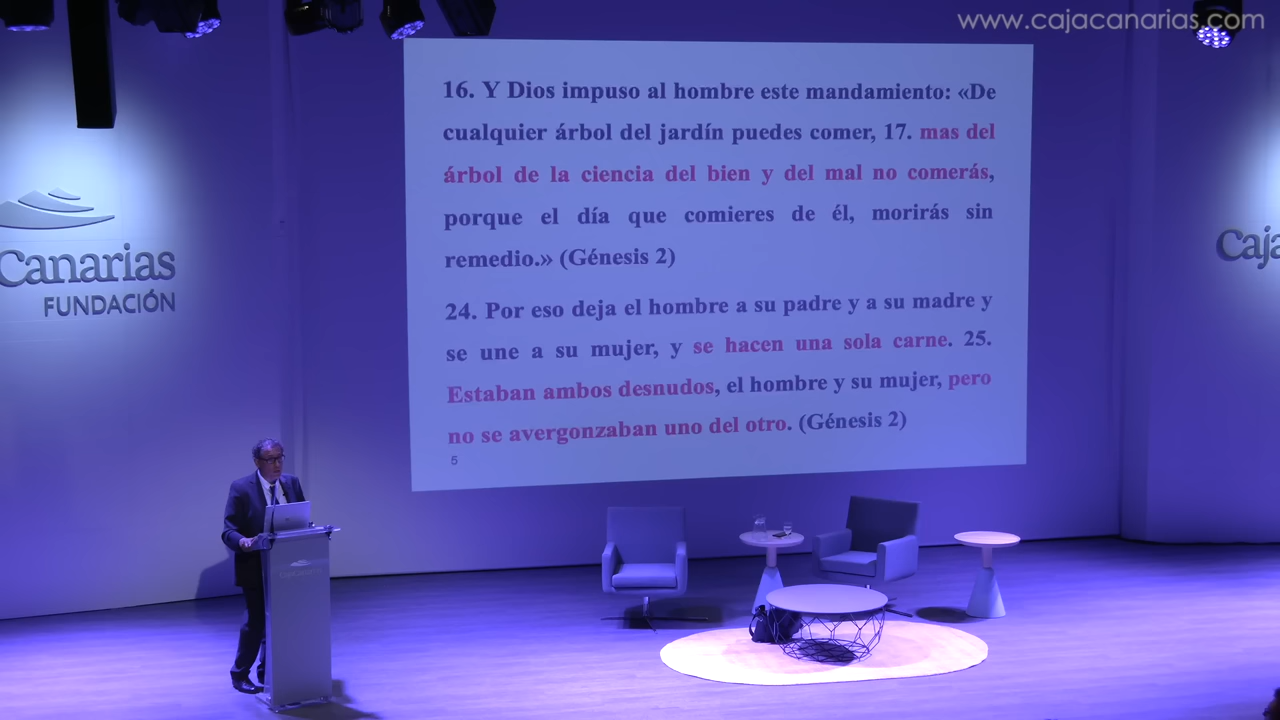 www.cajacanarias.com
16. Y Dios impuso al hombre este mandamiento: «De
cualquier árbol del jardín puedes comer, 17. mas del
árbol de la ciencia del bien y del mal no comerás,
porque el día que comieres de él, morirás sin
remedio.» (Génesis 2)
24. Por eso deja el hombre a su padre y a su madre y
se une a su mujer, y se hacen una sola carne. 25.
Estaban ambos desnudos, el hombre y su mujer, pero
no se avergonzaban uno del otro. (Génesis 2)
5
Canarias
FUNDACIÓN
Caja
CajaCanarias